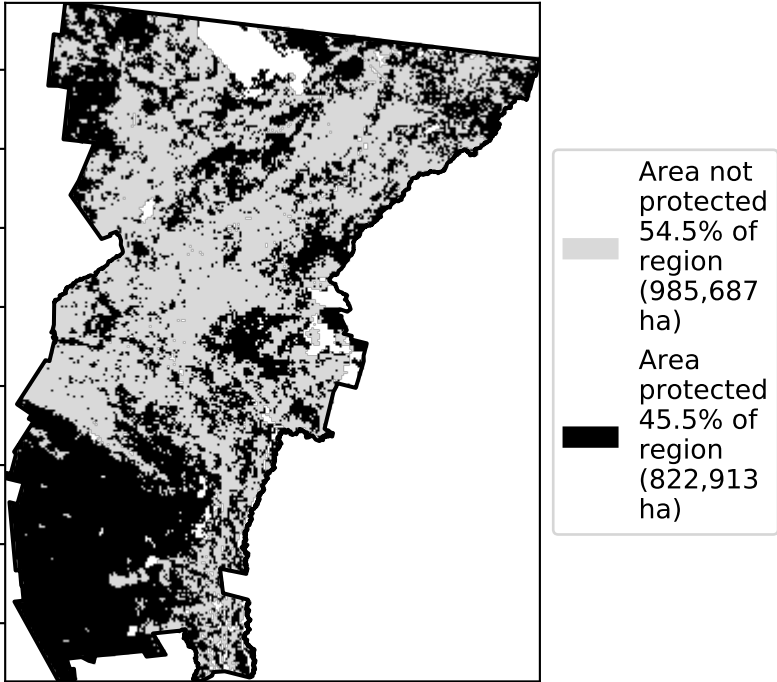 Area not
protected
54.5% of
region
(985,687
ha)
Area
protected
45.5% of
region
(822,913
ha)